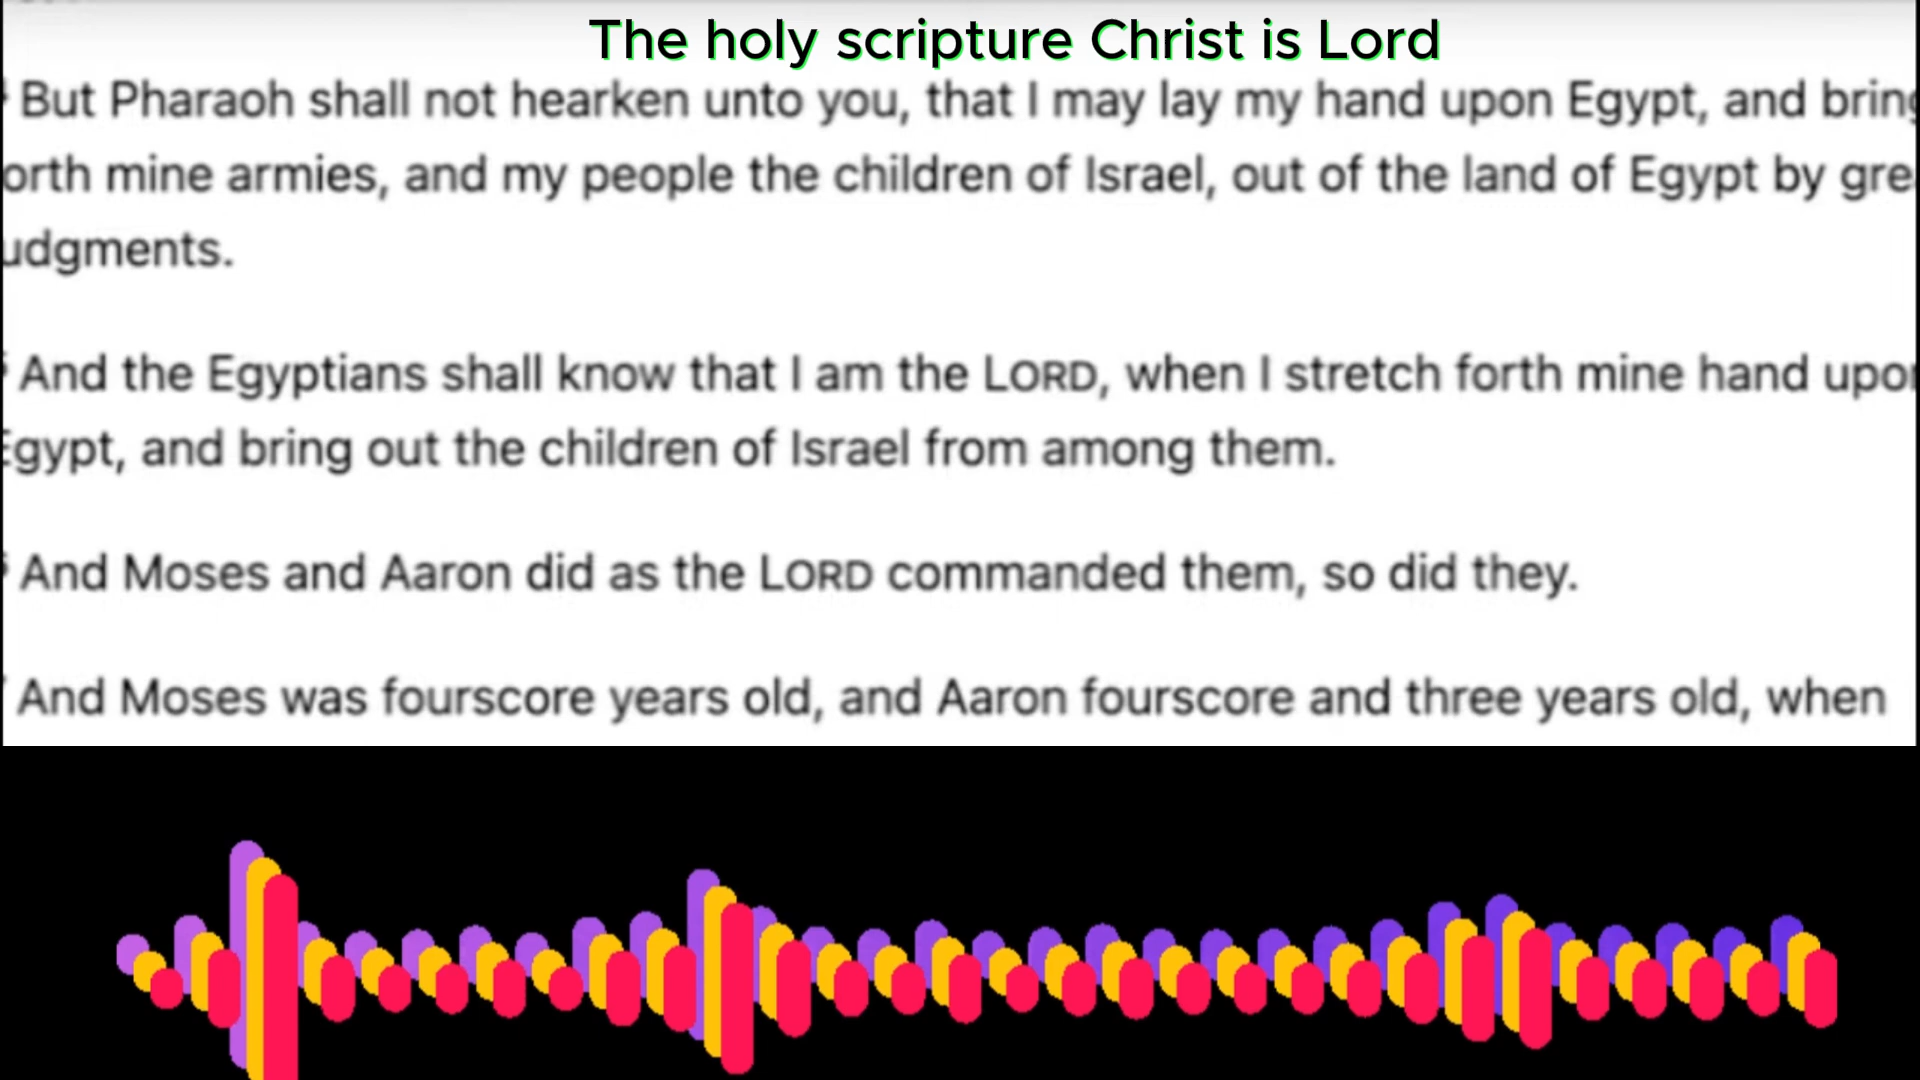 The holy scripture Christ is Lord
But Pharaoh shall not hearken unto you, that I may lay my hand upon Egypt, and bring
orth mine armies, and my people the children of Israel, out of the land of Egypt by gre
udgments.
And the Egyptians shall know that I am the LORD, when I stretch forth mine hand upon
Egypt, and bring out the children of Israel from among them.
And Moses and Aaron did as the LORD commanded them, so did they.
And Moses was fourscore years old, and Aaron fourscore and three years old, when